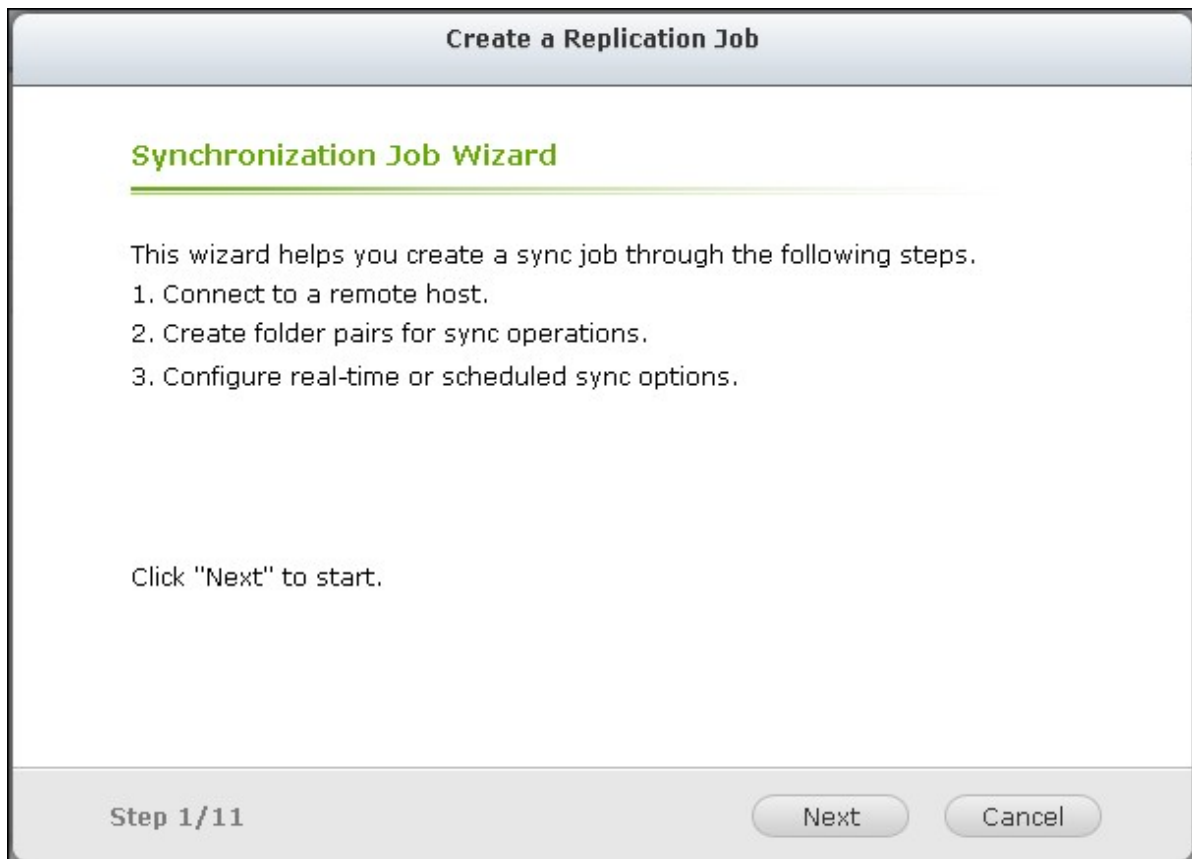 Create a Replication Job
Synchronization Job Wizard
This wizard helps you create a sync job through the following steps.
1. Connect to a remote host.
2. Create folder pairs for sync operations.
3. Configure real-time or scheduled sync options.
Click "Next" to start.
Step 1/11
Next
Cancel